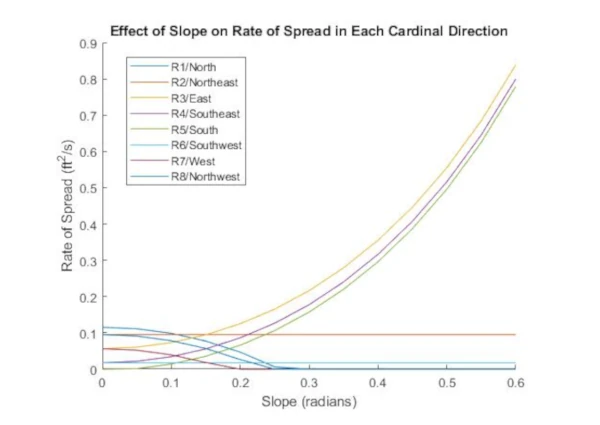 Effect of Slope on Rate of Spread in Each Cardinal Direction
0.9
0.8
0.7
0.6
0.5
0.4
0.3
0.2
0.1
0
Rate of Spread (ft²/s)
R1/North
R2/Northeast
R3/East
R4/Southeast
R5/South
R6/Southwest
R7/West
R8/Northwest
0 0.1 0.2 0.3 0.4 0.5 0.6
Slope (radians)